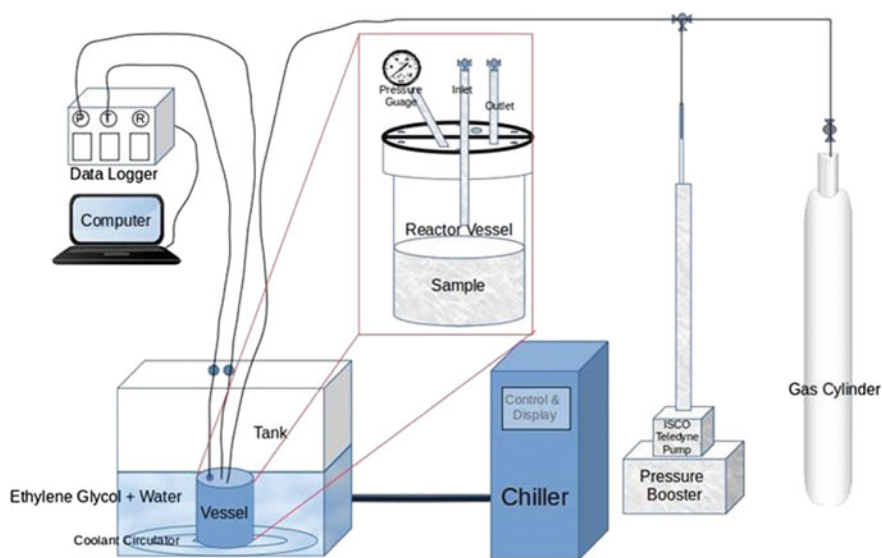 P T R
Data Logger
Computer
Pressure
Guage
Inlet
Outlet
Reactor Vessel
Sample
Tank
Ethylene Glycol + Water
Vessel
Coolant Circulator
Control &
Display
Chiller
ISCO
Teledyne
Pump
Pressure
Booster
Gas Cylinder